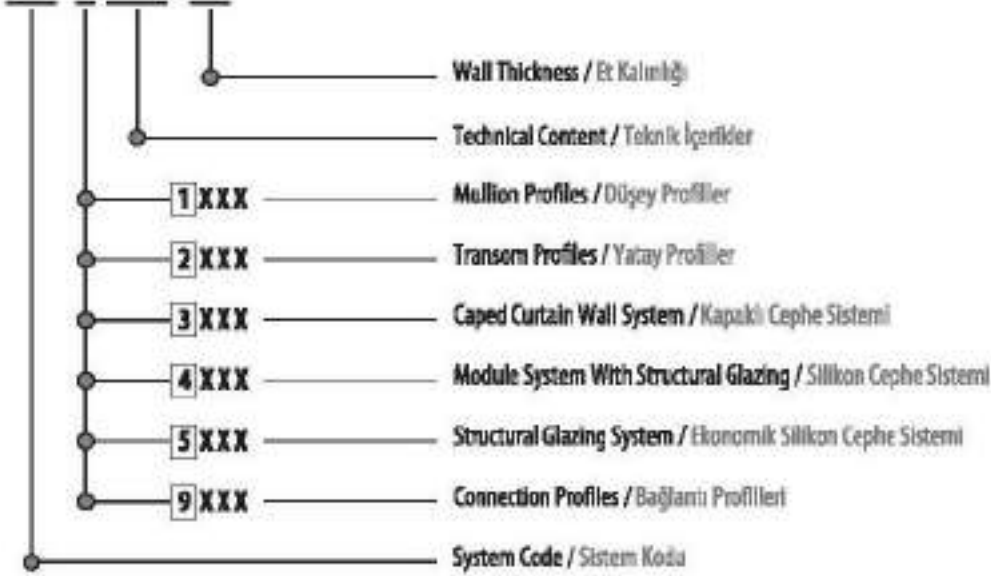 Wall Thickness / Et Kalınlığı
Technical Content / Teknik İçerikler
1XXX Mullion Profiles / Düşey Profiller
2XXX Transom Profiles / Yatay Profiller
3XXX Caped Curtain Wall System / Kapaklı Cephe Sistemi
4XXX Module System With Structural Glazing / Silikon Cephe Sistemi
5XXX Structural Glazing System / Ekonomik Silikon Cephe Sistemi
9XXX Connection Profiles / Bağlantı Profilleri
System Code / Sistem Kodu